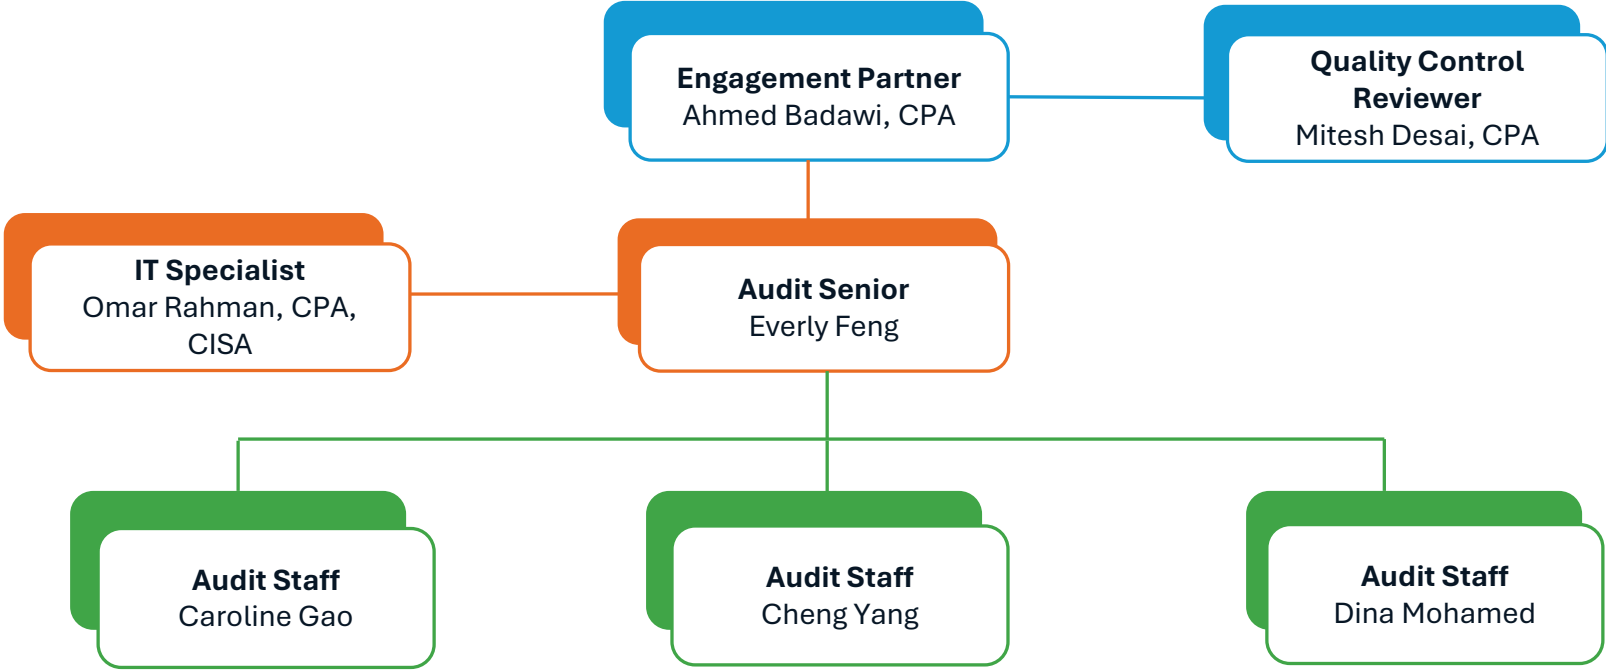 Engagement Partner
Ahmed Badawi, CPA
Quality Control
Reviewer
Mitesh Desai, CPA
IT Specialist
Omar Rahman, CPA,
CISA
Audit Senior
Everly Feng
Audit Staff
Caroline Gao
Audit Staff
Cheng Yang
Audit Staff
Dina Mohamed